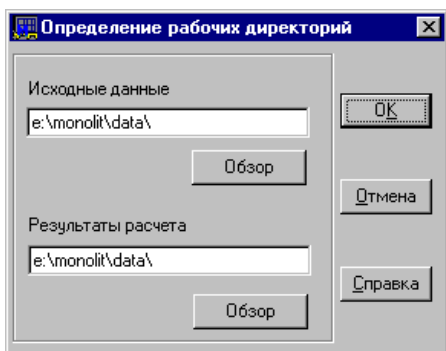 Определение рабочих директорий
Исходные данные
e:\monolit\data\
Обзор
Результаты расчета
e:\monolit\data\
Обзор
OK
Отмена
Справка